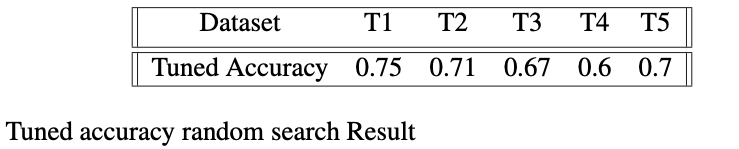 Dataset T1 T2 T3 T4 T5
Tuned Accuracy 0.75 0.71 0.67 0.6 0.7
Tuned accuracy random search Result